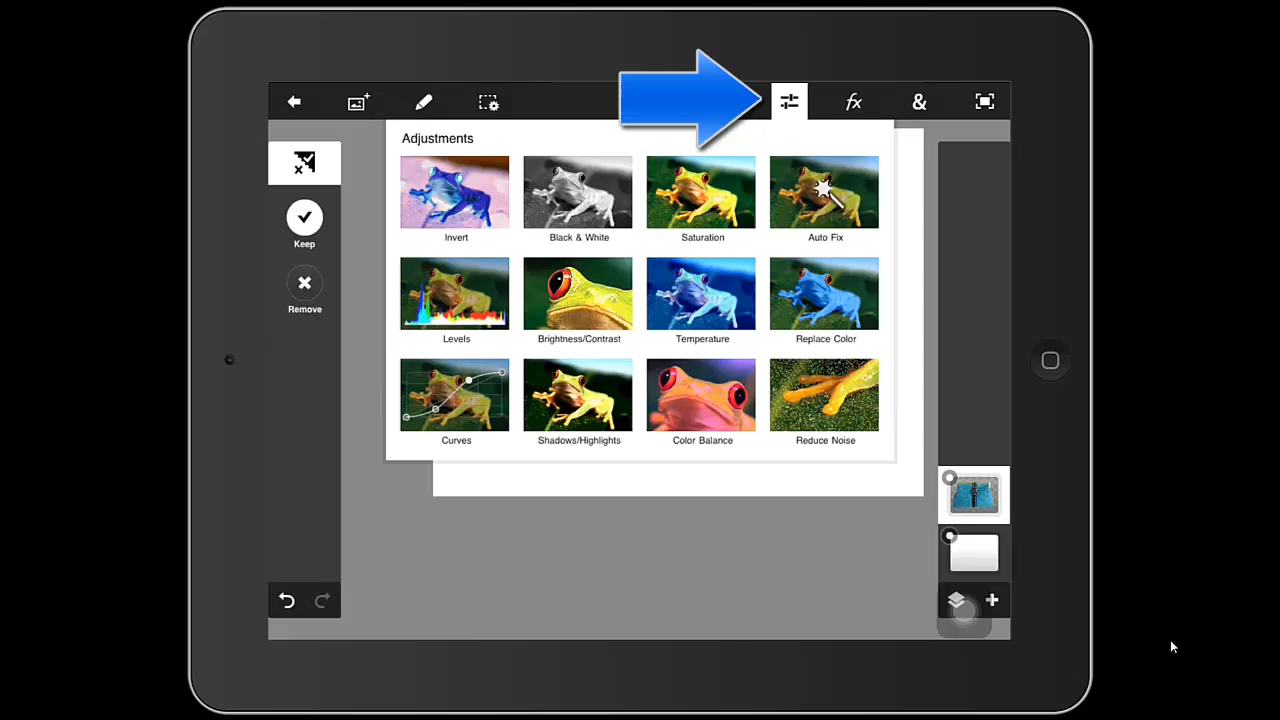 fx
&
Adjustments
Invert
Black & White
Saturation
Auto Fix
Keep
Levels
Brightness/Contrast
Temperature
Replace Color
Remove
Curves
Shadows/Highlights
Color Balance
Reduce Noise